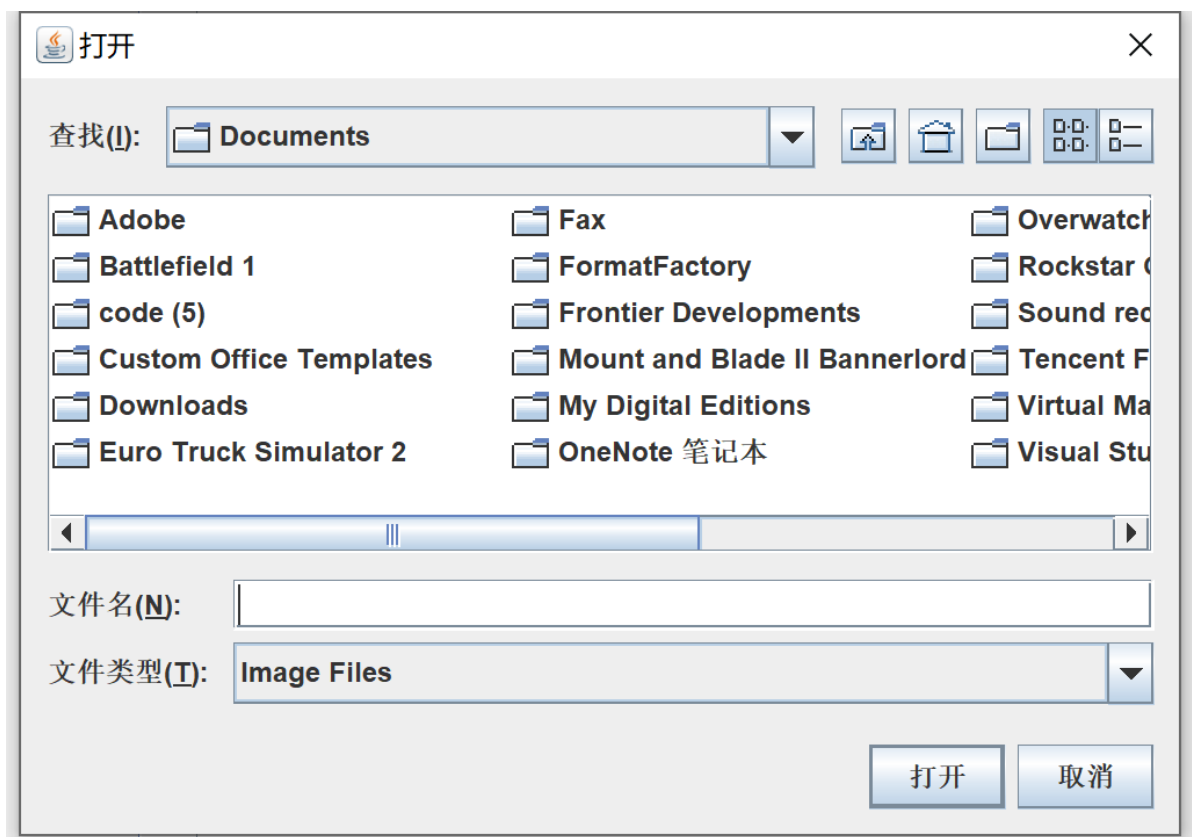 打开
查找(I): Documents
Adobe
Battlefield 1
code (5)
Custom Office Templates
Downloads
Euro Truck Simulator 2
Fax
FormatFactory
Frontier Developments
Mount and Blade II Bannerlord
My Digital Editions
OneNote 笔记本
Overwatch
Rockstar
Sound rec
Tencent F
Virtual Ma
Visual Stu
文件名(N):
文件类型(T): Image Files
打开 取消